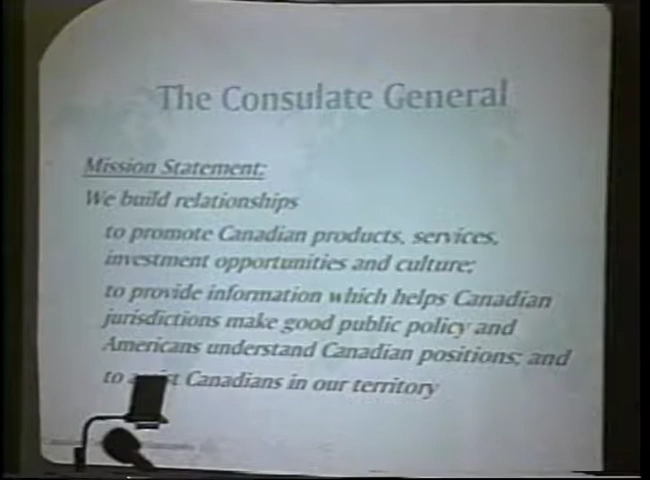 The Consulate General
Mission Statement:
We build relationships
to promote Canadian products, services,
investment opportunities and culture;
to provide information which helps Canadian
jurisdictions make good public policy and
Americans understand Canadian positions; and
to assist Canadians in our territory